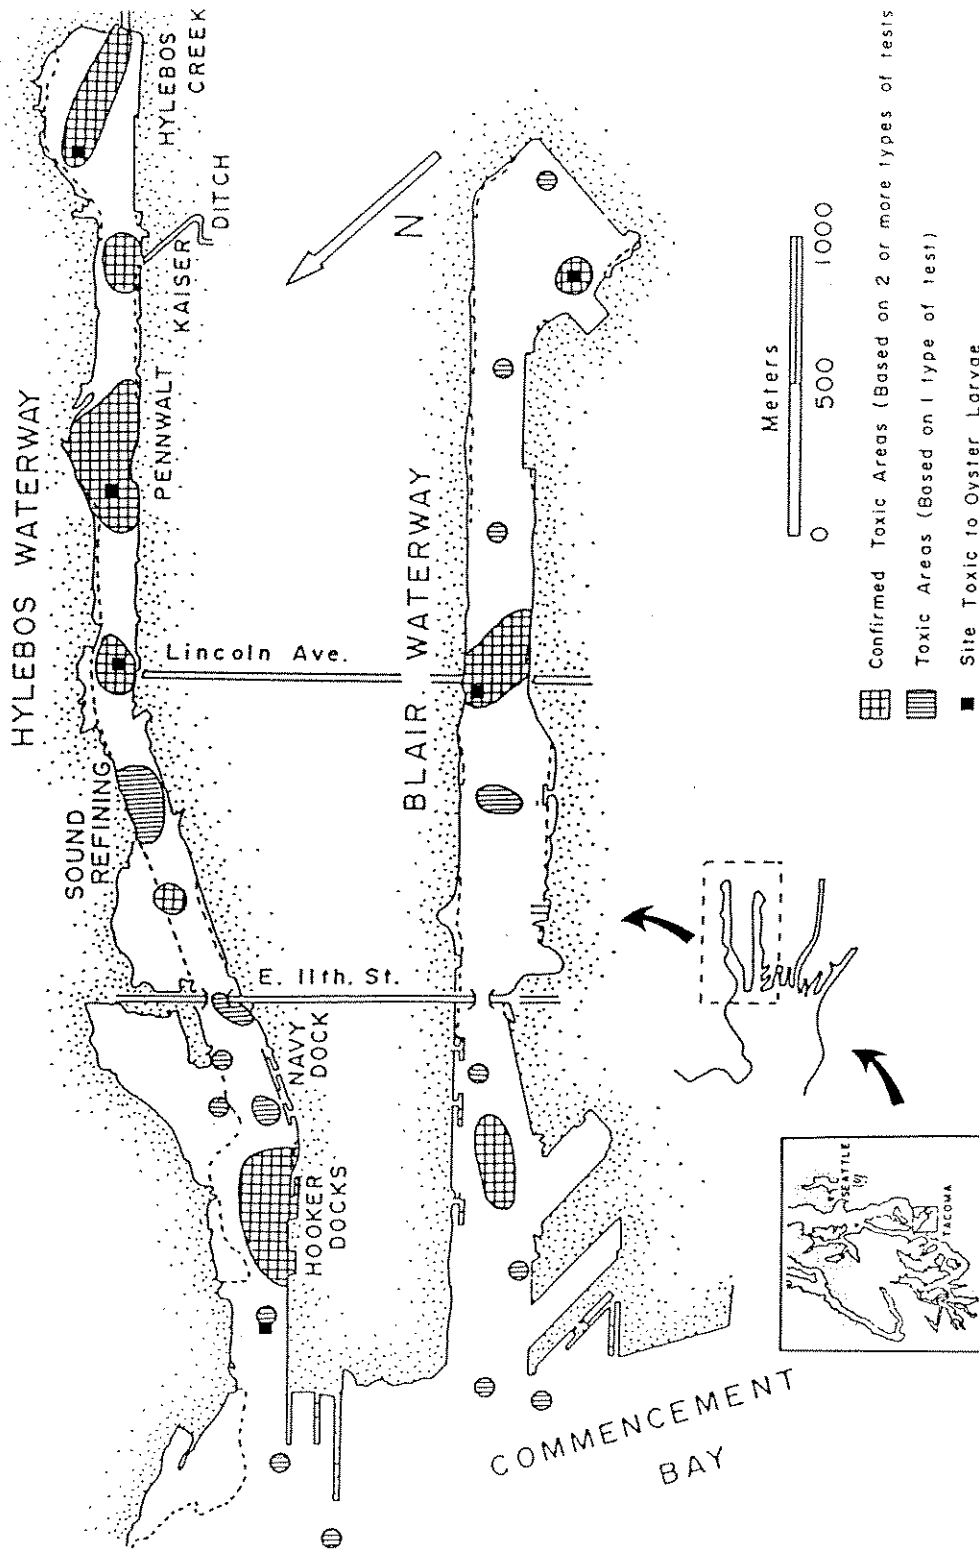 HYLEBOS WATERWAY
HYLEBOS
CREEK
KAISER
DITCH
PENNWALT
Lincoln Ave.
SOUND
REFINING
E. 11th. St.
NAVY
DOCK
HOOKER
DOCKS
N
BLAIR WATERWAY
COMMENCEMENT
BAY
Meters
0 500 1000
Confirmed Toxic Areas (Based on 2 or more types of tests
Toxic Areas (Based on 1 type of test)
Site Toxic to Oyster Larvae
SEATTLE
TACOMA